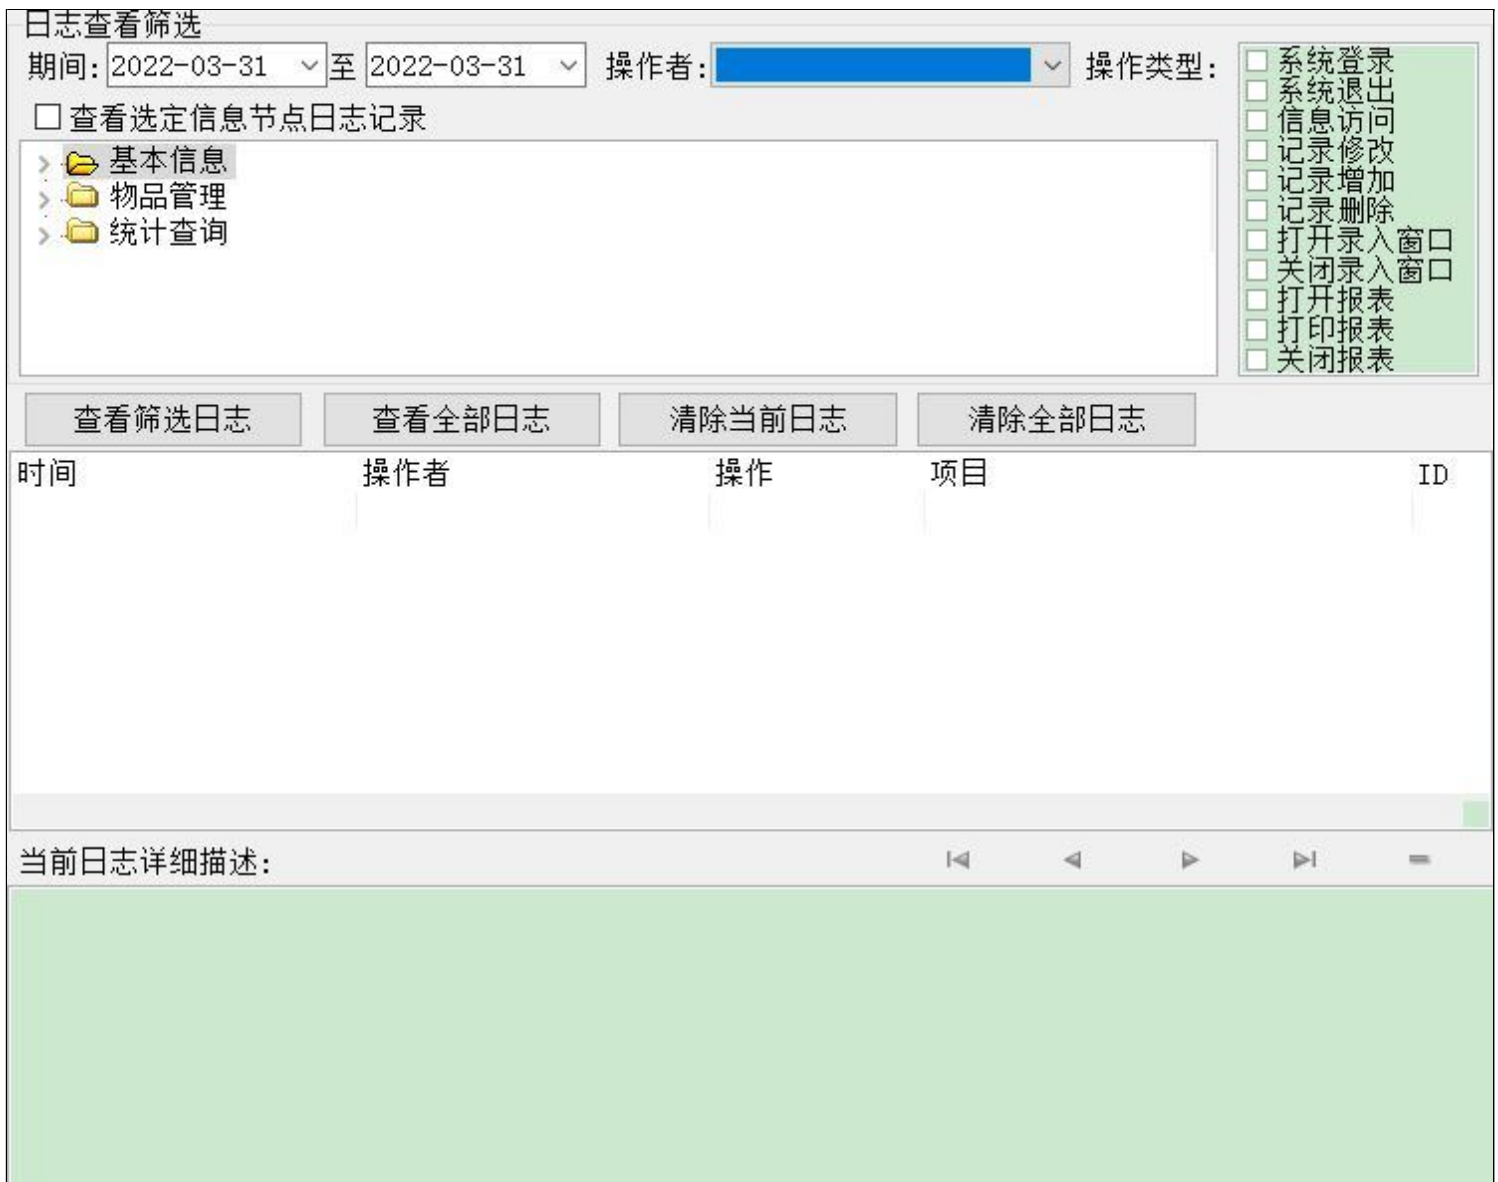 日志查看筛选
期间: 2022-03-31 至 2022-03-31 操作者: 操作类型:
系统登录
系统退出
信息访问
记录修改
记录增加
记录删除
打开录入窗口
关闭录入窗口
打开报表
打印报表
关闭报表
查看选定信息节点日志记录
基本信息
物品管理
统计查询
查看筛选日志 查看全部日志 清除当前日志 清除全部日志
时间 操作者 操作 项目 ID
当前日志详细描述: